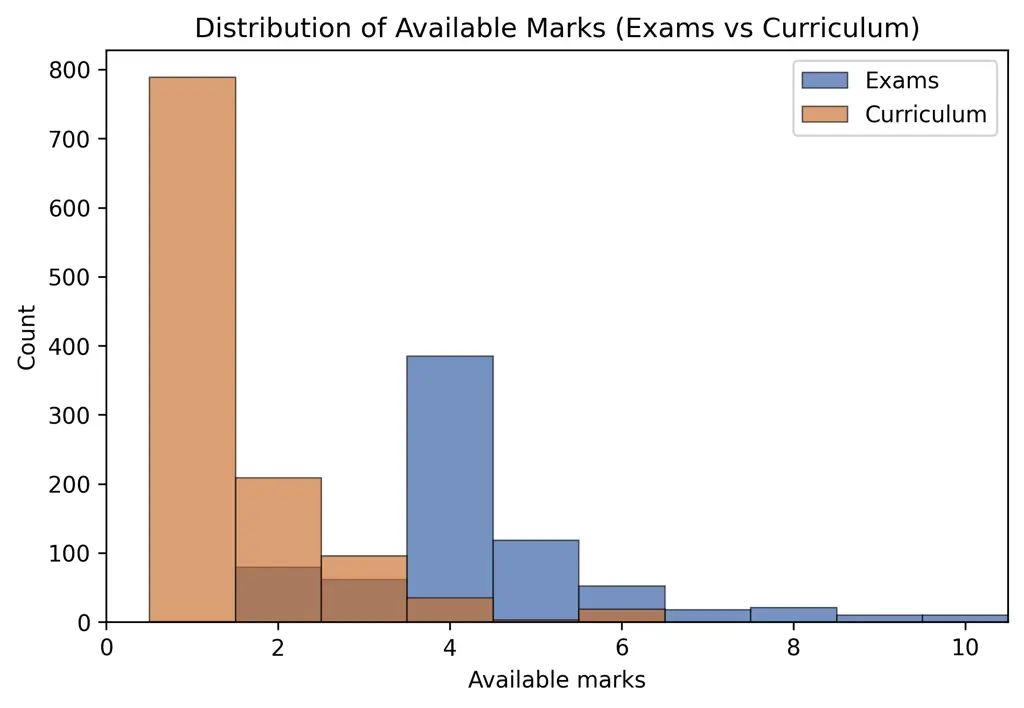 Distribution of Available Marks (Exams vs Curriculum)
Exams
Curriculum
800
700
600
500
400
300
200
100
0
Count
0 2 4 6 8 10
Available marks